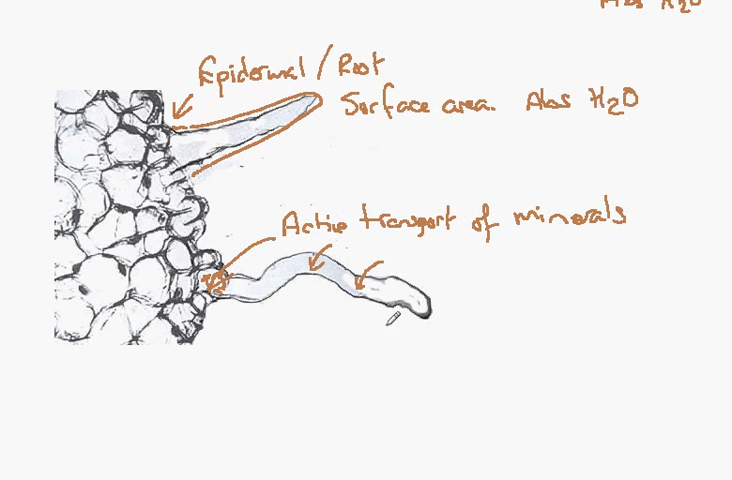 Epidermal / Root
Surface area. Abs H2O
Active transport of minerals